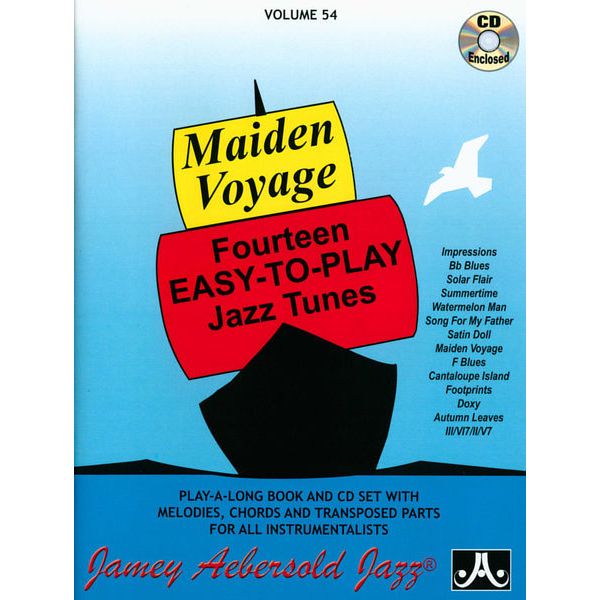 VOLUME 54
CD
Enclosed
Maiden
Voyage
Fourteen
EASY-TO-PLAY
Jazz Tunes
Impressions
Bb Blues
Solar Flair
Summertime
Watermelon Man
Song For My Father
Satin Doll
Maiden Voyage
F Blues
Cantaloupe Island
Footprints
Doxy
Autumn Leaves
III/VI7/II/V7
PLAY-A-LONG BOOK AND CD SET WITH
MELODIES, CHORDS AND TRANSPOSED PARTS
FOR ALL INSTRUMENTALISTS
Jamey Aebersold Jazz®
JA